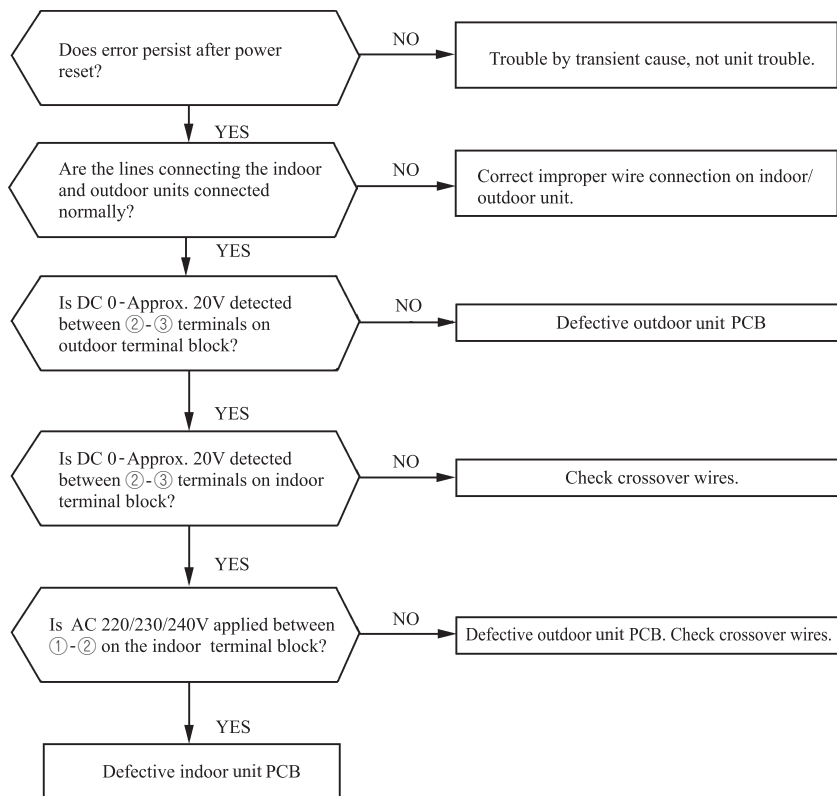 Does error persist after power
reset?
NO
Trouble by transient cause, not unit trouble.
YES
Are the lines connecting the indoor
and outdoor units connected
normally?
NO
Correct improper wire connection on indoor/
outdoor unit.
YES
Is DC 0-Approx. 20V detected
between ②-③ terminals on
outdoor terminal block?
NO
Defective outdoor unit PCB
YES
Is DC 0-Approx. 20V detected
between ②-③ terminals on indoor
terminal block?
NO
Check crossover wires.
YES
Is AC 220/230/240V applied between
①-② on the indoor terminal block?
NO
Defective outdoor unit PCB. Check crossover wires.
YES
Defective indoor unit PCB